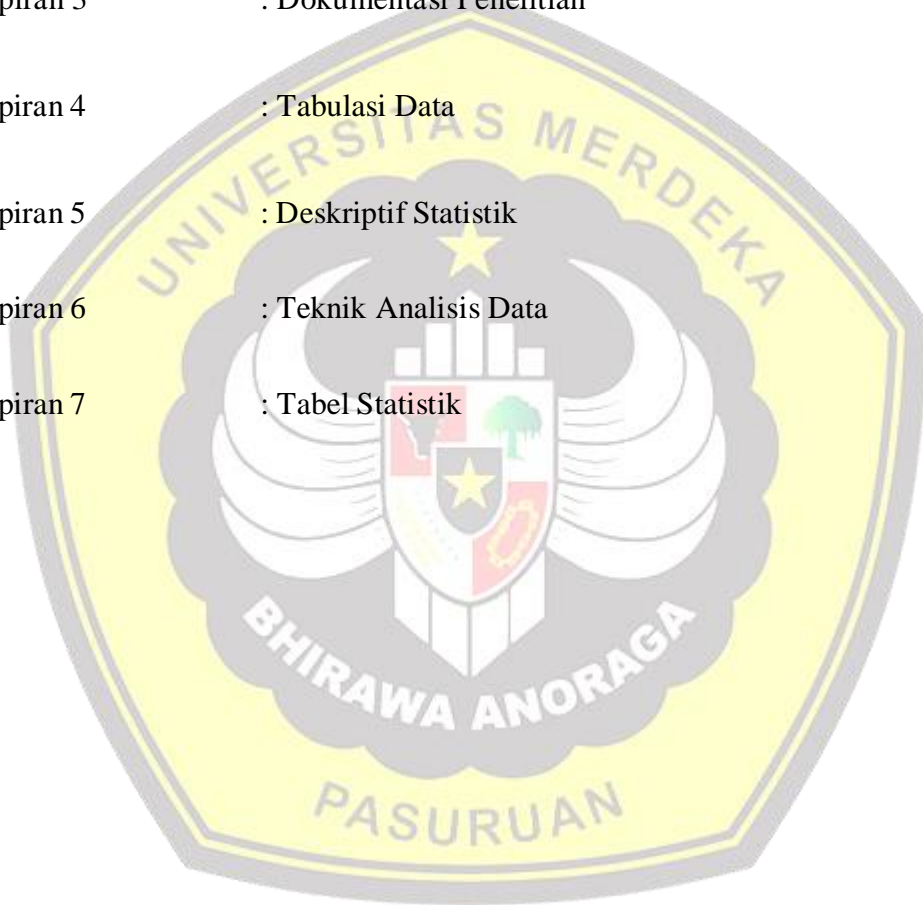 piran 3 : Dokumentasi Penelitian
piran 4 : Tabulasi Data
piran 5 : Deskriptif Statistik
piran 6 : Teknik Analisis Data
piran 7 : Tabel Statistik
UNIVERSITAS MERDEKA
BHIRAWA ANORAGA
PASURUAN